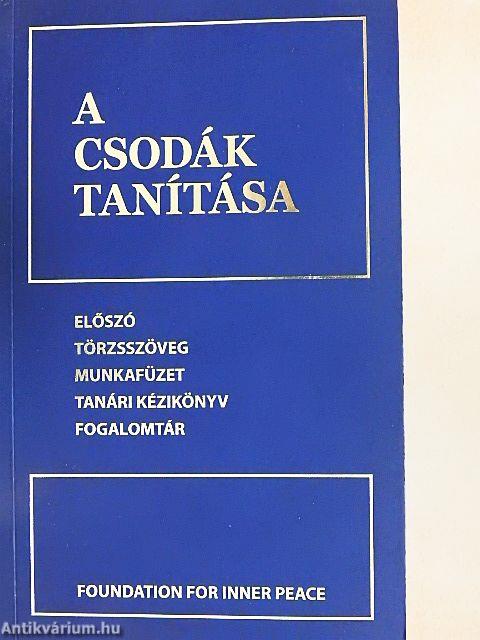 A
CSODÁK
TANÍTÁSA
ELŐSZÓ
TÖRZSSZÖVEG
MUNKAFÜZET
TANÁRI KÉZIKÖNYV
FOGALOMTÁR
FOUNDATION FOR INNER PEACE
Antikvárium.hu